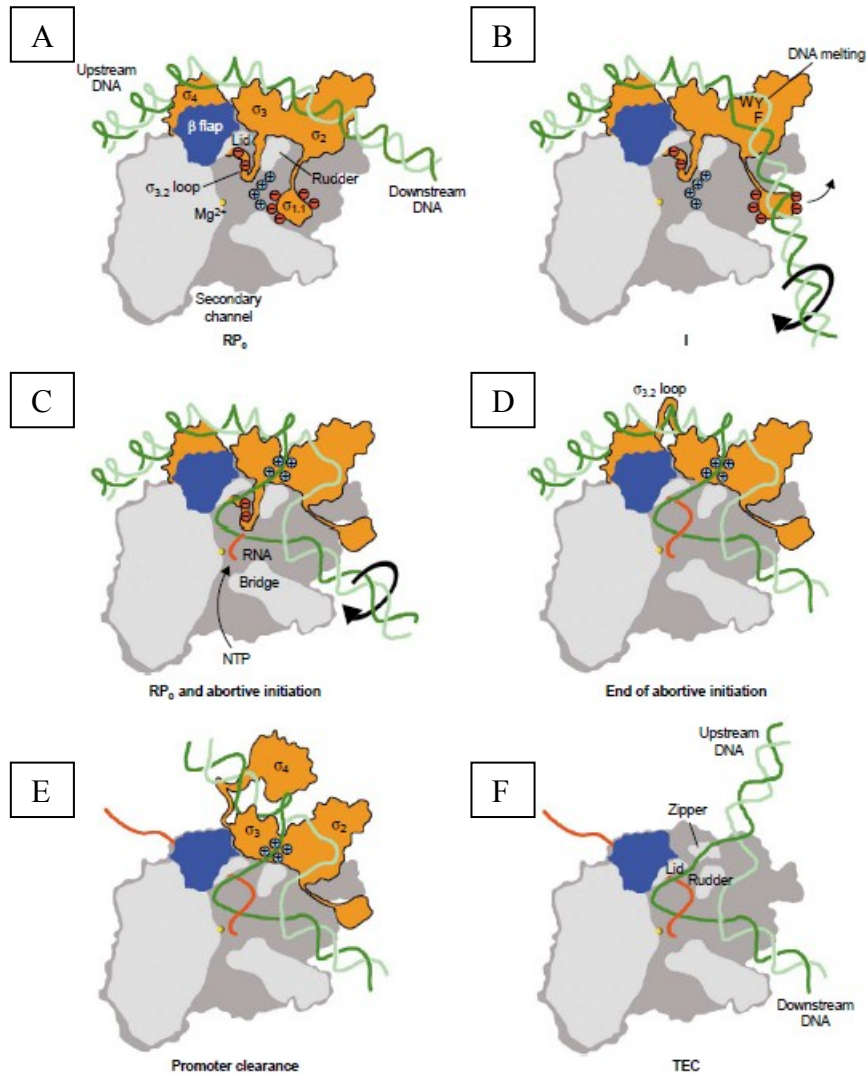 A
B
Upstream
DNA
σ4
σ3
σ2
β flap
Lid
σ3.2 loop
Rudder
Mg2+
σ1.1
Downstream
DNA
Secondary
channel
RP0
DNA melting
WY
F
I
C
D
RNA
Bridge
NTP
RP0 and abortive initiation
σ3.2 loop
End of abortive initiation
E
F
σ4
σ3
σ2
Promoter clearance
Upstream
DNA
Zipper
Lid
Rudder
Downstream
DNA
TEC